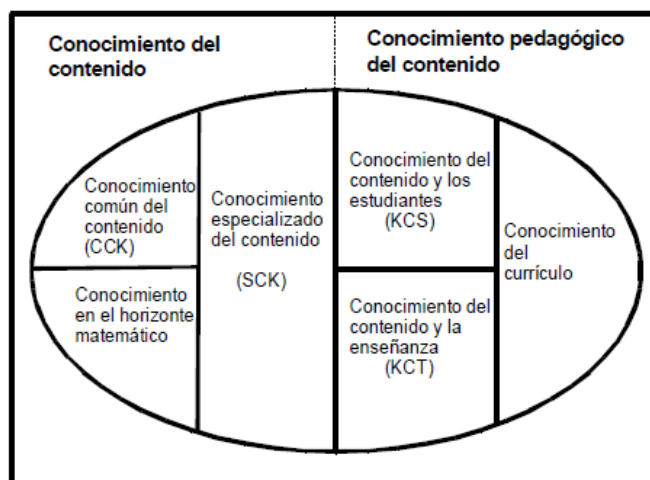 Conocimiento del
contenido
Conocimiento pedagógico
del contenido
Conocimiento
común del
contenido
(CCK)
Conocimiento
en el horizonte
matemático
Conocimiento
especializado
del contenido
(SCK)
Conocimiento del
contenido y los
estudiantes
(KCS)
Conocimiento del
contenido y la
enseñanza
(KCT)
Conocimiento
del
currículo